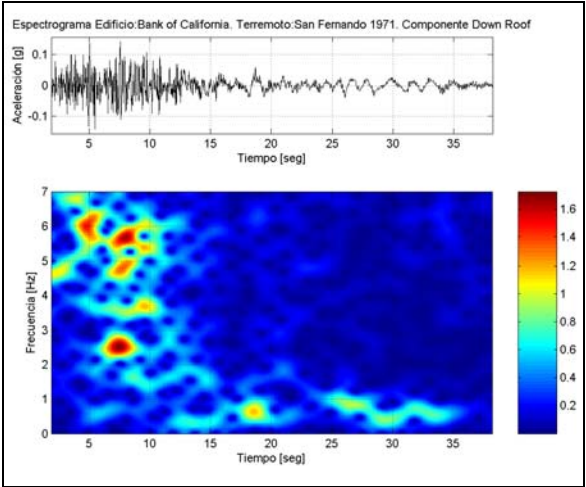 Espectrograma Edificio:Bank of California. Terremoto:San Fernando 1971. Componente Down Roof
Aceleración [g]
0.1
0
-0.1
5 10 15 20 25 30 35
Tiempo [seg]
Frecuencia [Hz]
7
6
5
4
3
2
1
0
5 10 15 20 25 30 35
Tiempo [seg]
1.6
1.4
1.2
1
0.8
0.6
0.4
0.2